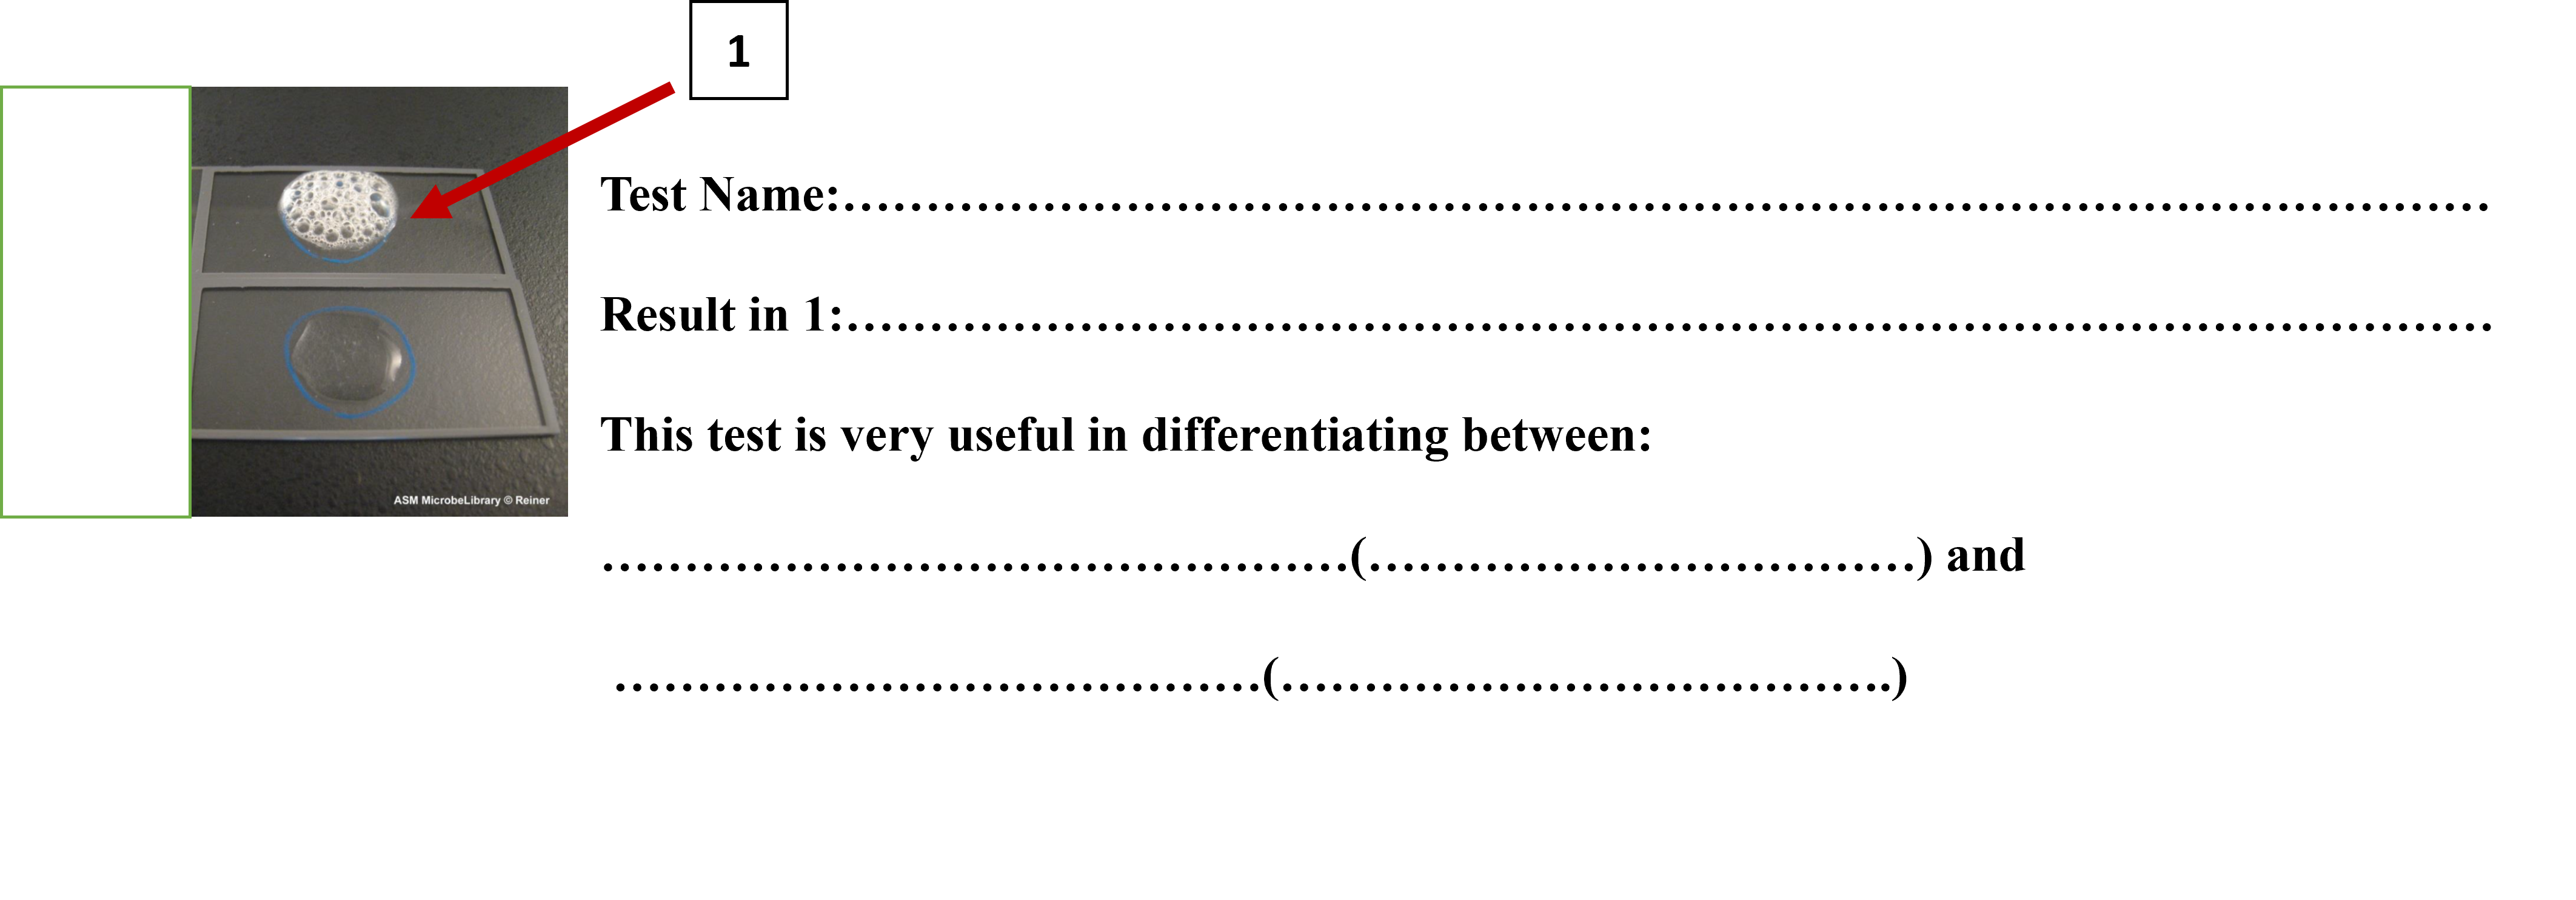 1
Test Name:....................................................................................................
Result in 1:....................................................................................................
This test is very useful in differentiating between:
.............................................(.................................) and
.......................................(.....................................)
ASM MicrobeLibrary © Reiner